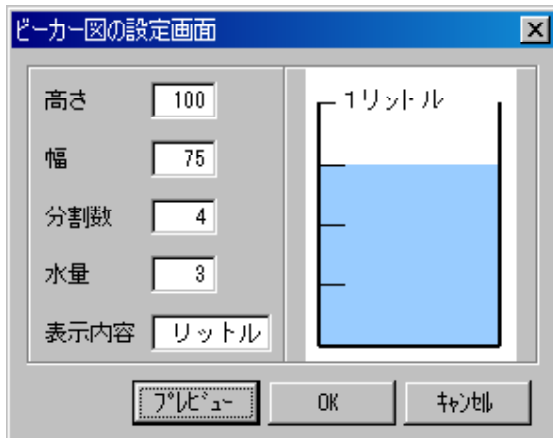 ビーカー図の設定画面
高さ 100
幅 75
分割数 4
水量 3
表示内容 リットル
1リットル
プレビュー OK キャンセル